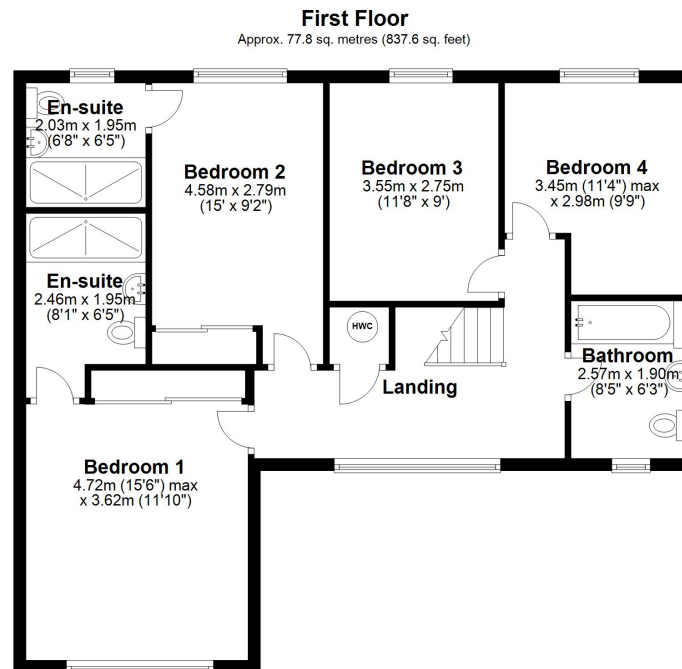 First Floor
Approx. 77.8 sq. metres (837.6 sq. feet)
En-suite
2.03m x 1.95m
(6'8" x 6'5")
Bedroom 2
4.58m x 2.79m
(15' x 9'2")
Bedroom 3
3.55m x 2.75m
(11'8" x 9')
Bedroom 4
3.45m (11'4") max
x 2.98m (9'9")
En-suite
2.46m x 1.95m
(8'1" x 6'5")
HWC
Landing
Bathroom
2.57m x 1.90m
(8'5" x 6'3")
Bedroom 1
4.72m (15'6") max
x 3.62m (11'10")